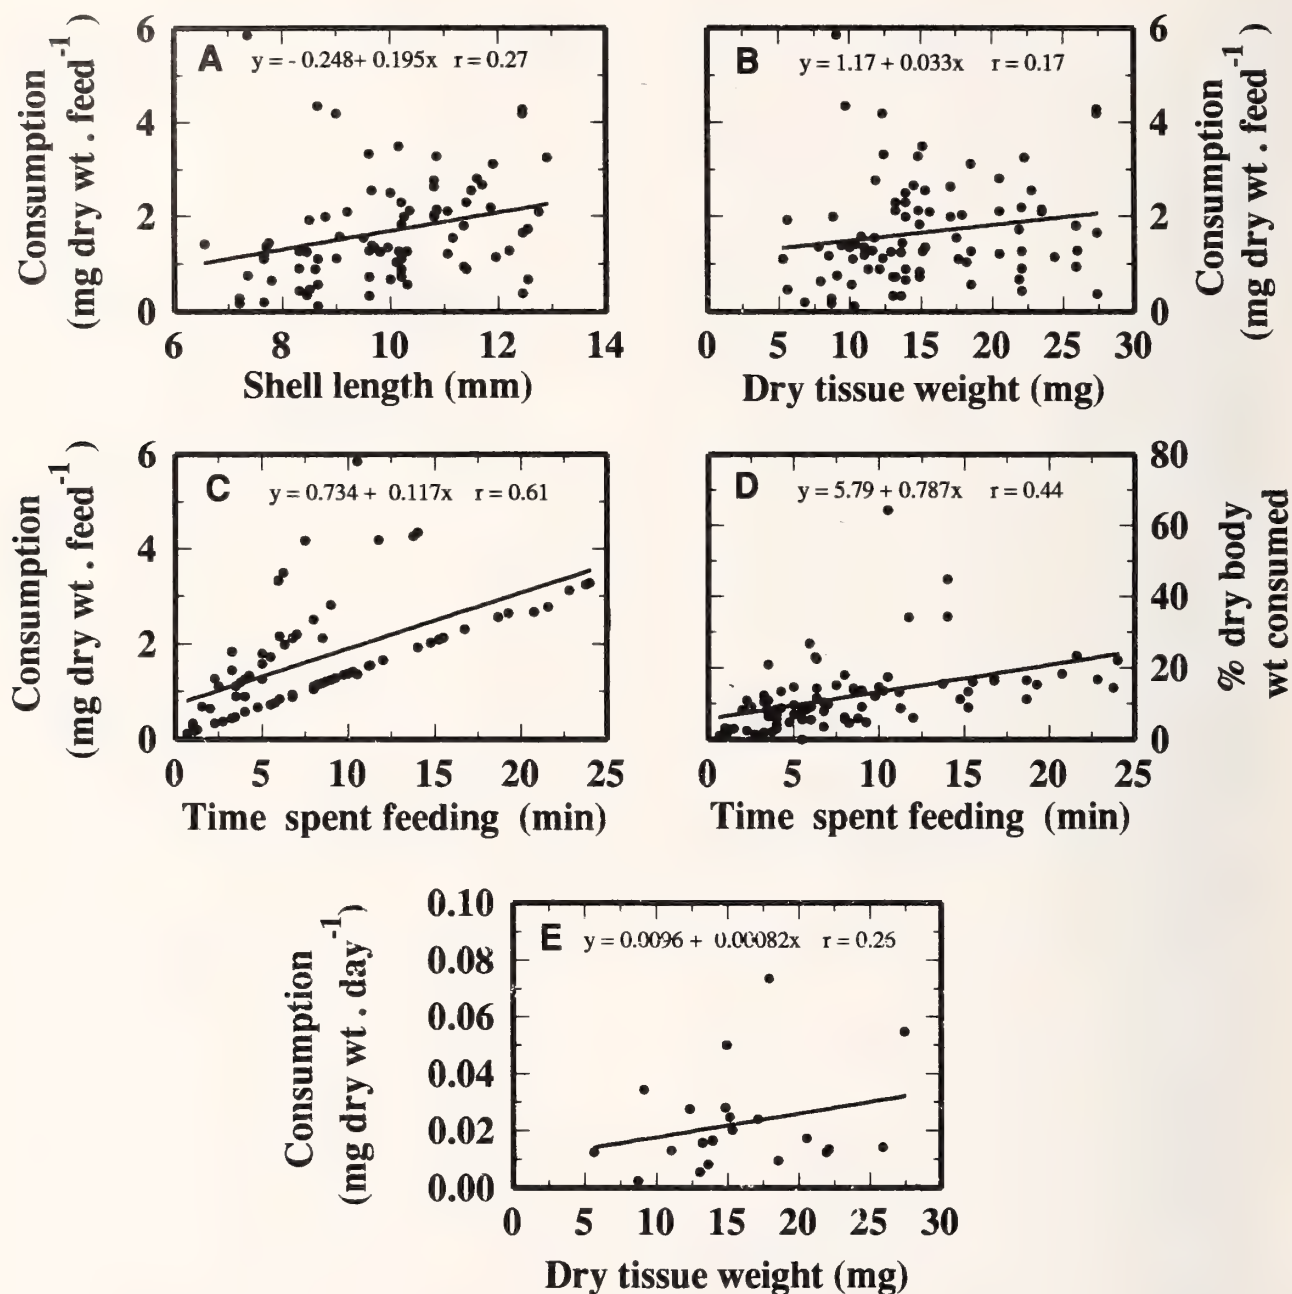 A y = - 0.248+ 0.195x r = 0.27
Consumption
(mg dry wt . feed-1)
6
4
2
0
6 8 10 12 14
Shell length (mm)
B y = 1.17 + 0.033x r = 0.17
6
4
2
0
Consumption
(mg dry wt . feed-1)
0 5 10 15 20 25 30
Dry tissue weight (mg)
C y = 0.734 + 0.117x r = 0.61
Consumption
(mg dry wt . feed-1)
6
4
2
0
0 5 10 15 20 25
Time spent feeding (min)
D y = 5.79 + 0.787x r = 0.44
80
60
40
20
0
% dry body
wt consumed
0 5 10 15 20 25
Time spent feeding (min)
E y = 0.0096 + 0.00082x r = 0.25
Consumption
(mg dry wt . day-1)
0.10
0.08
0.06
0.04
0.02
0.00
0 5 10 15 20 25 30
Dry tissue weight (mg)